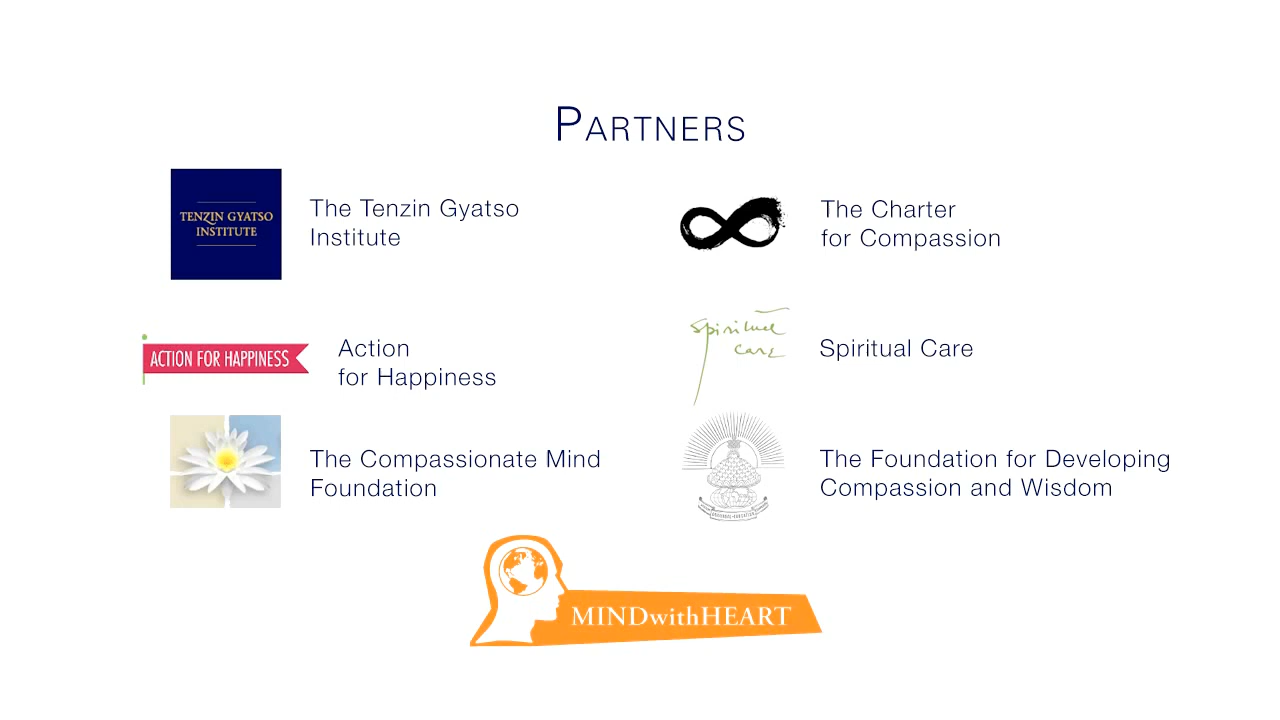 PARTNERS
TENZIN GYATSO
INSTITUTE
The Tenzin Gyatso
Institute
The Charter
for Compassion
ACTION FOR HAPPINESS
Action
for Happiness
Spiritual
care
Spiritual Care
The Compassionate Mind
Foundation
The Foundation for Developing
Compassion and Wisdom
MINDwithHEART